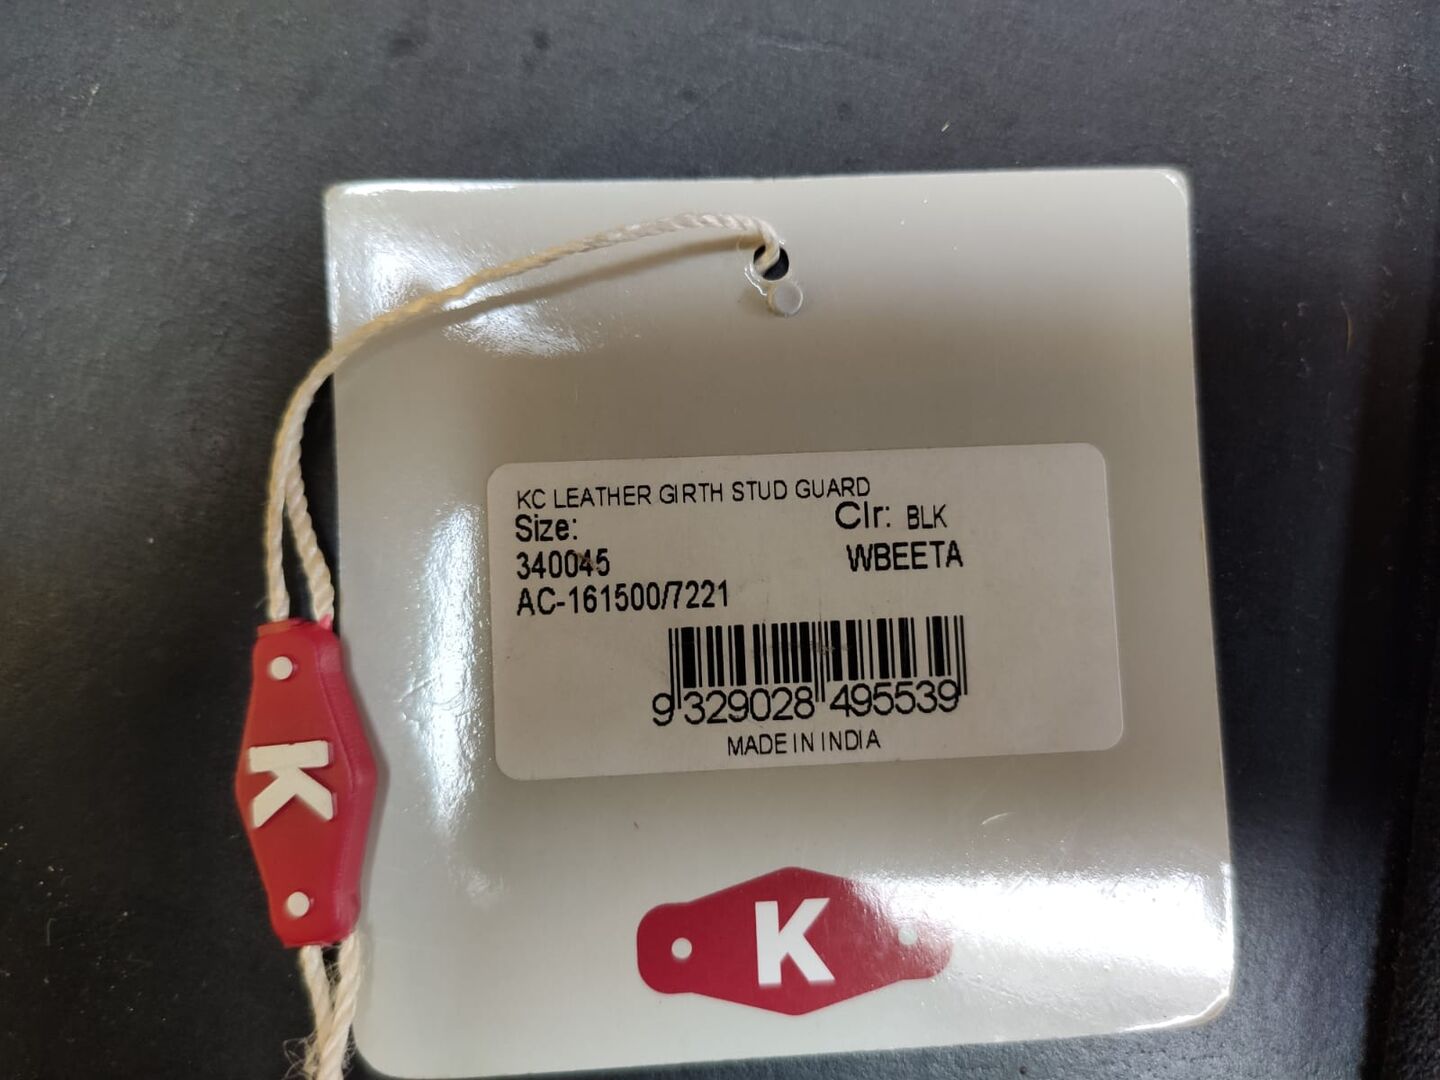 KC LEATHER GIRTH STUD GUARD
Size: Clr: BLK
340045 WBEETA
AC-161500/7221
9 329028 495539
MADE IN INDIA
K
K